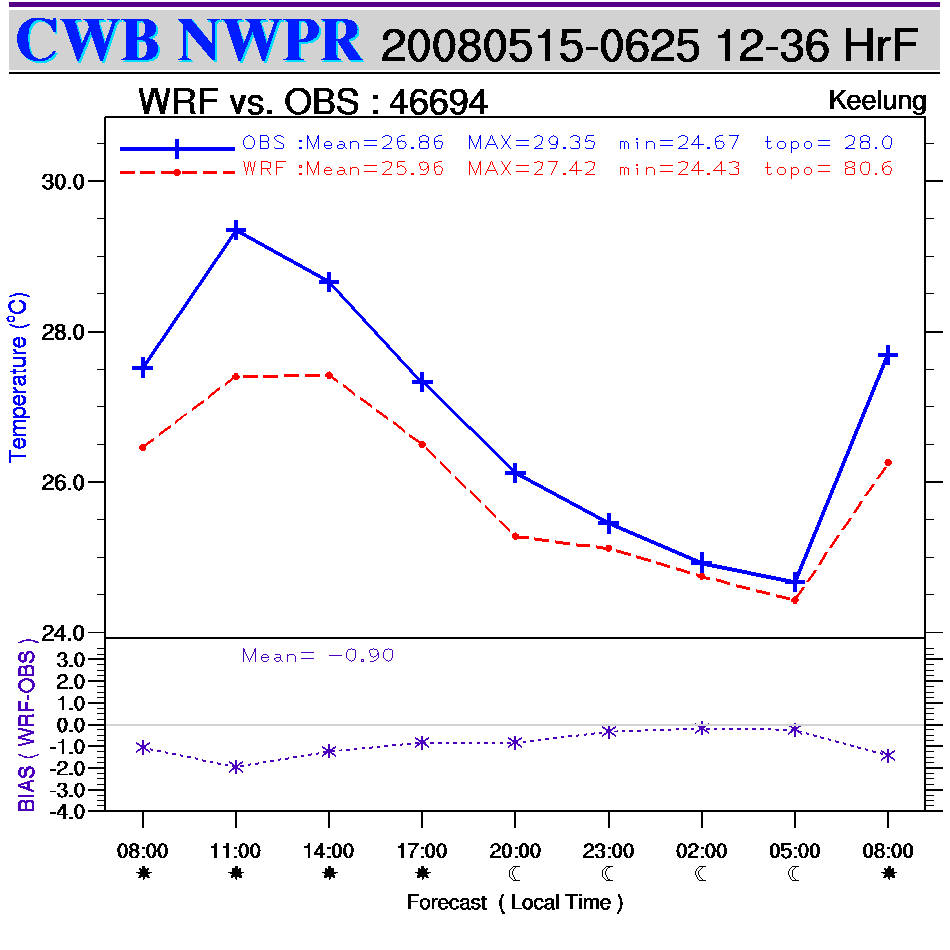 CWB NWPR 20080515-0625 12-36 HrF
WRF vs. OBS : 46694
Keelung
OBS :Mean=26.86 MAX=29.35 min=24.67 topo= 28.0
WRF :Mean=25.96 MAX=27.42 min=24.43 topo= 80.6
Temperature (°C)
30.0
28.0
26.0
24.0
Mean= -0.90
BIAS ( WRF-OBS )
3.0
2.0
1.0
0.0
-1.0
-2.0
-3.0
-4.0
08:00 11:00 14:00 17:00 20:00 23:00 02:00 05:00 08:00
Forecast ( Local Time )